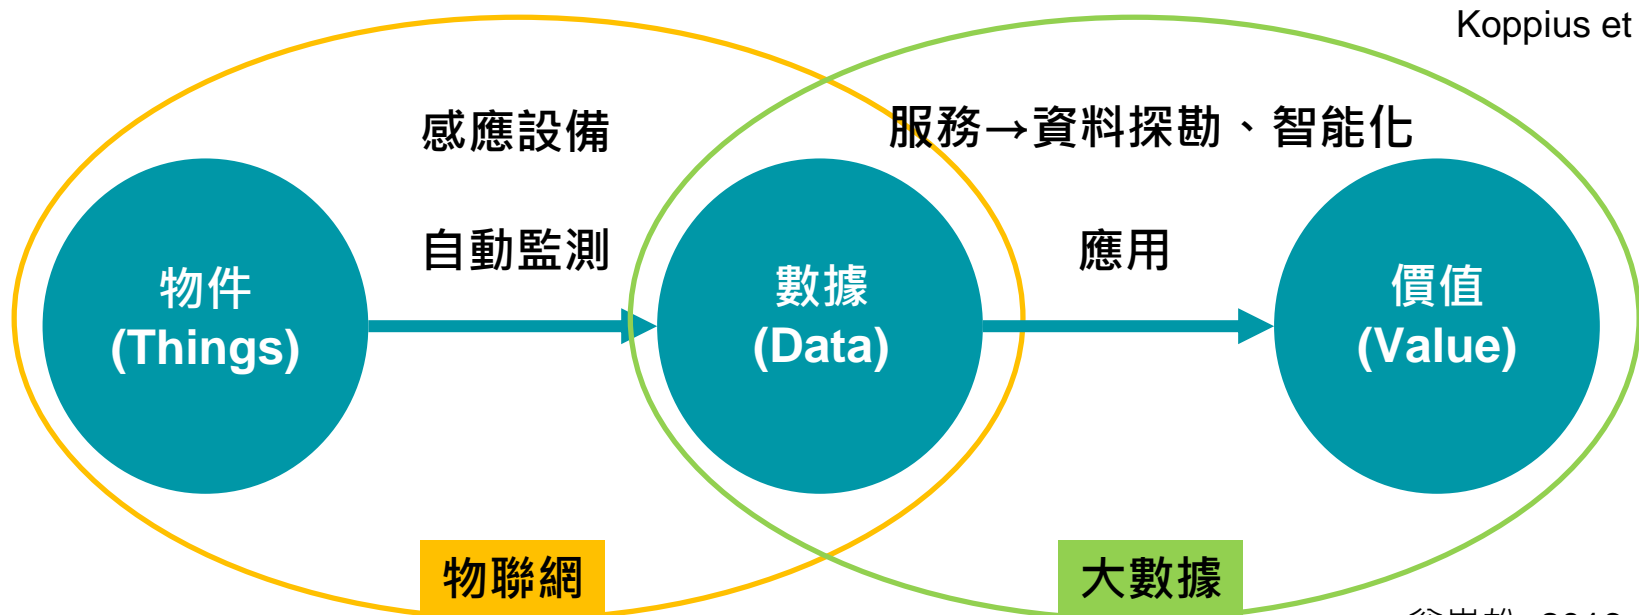 Koppius et
感應設備
服務→資料探勘、智能化
自動監測
應用
物件
(Things)
數據
(Data)
價值
(Value)
物聯網
大數據